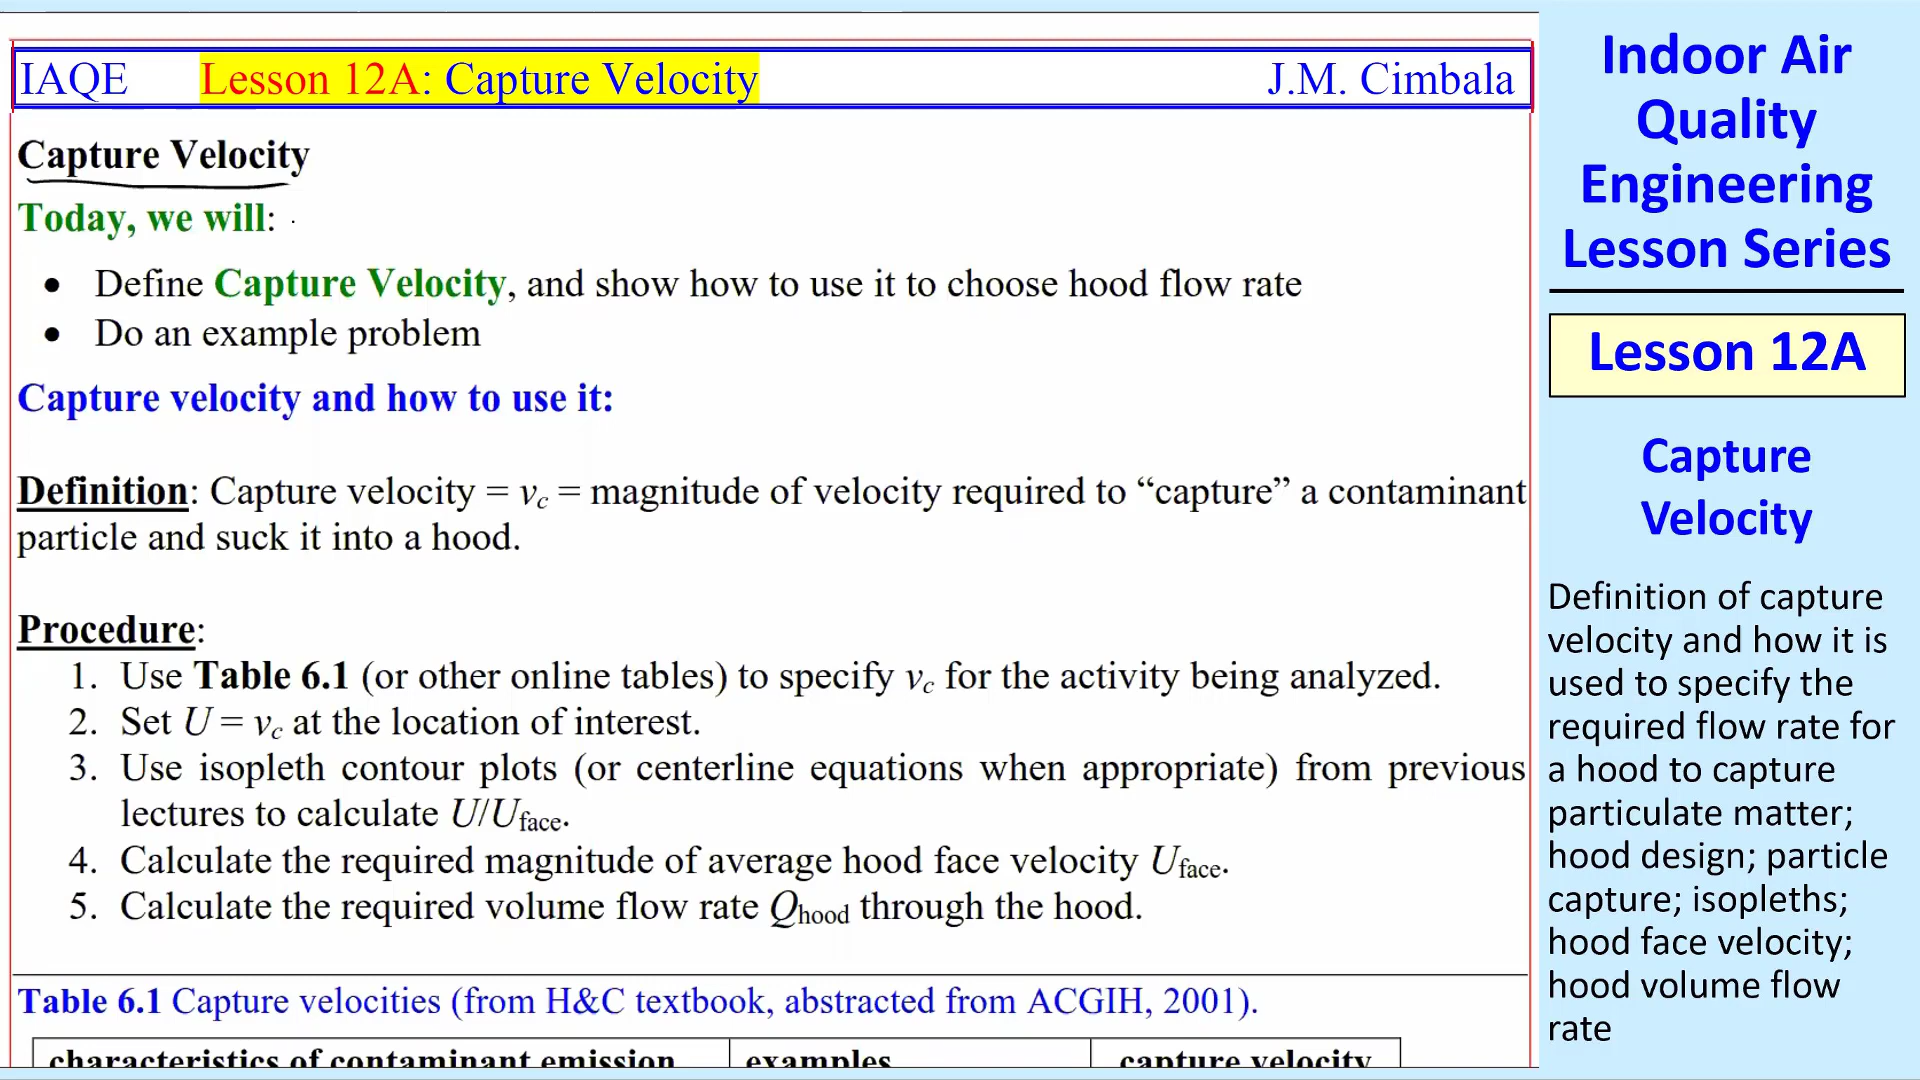 IAQE Lesson 12A: Capture Velocity J.M. Cimbala
Capture Velocity
Today, we will:
• Define Capture Velocity, and show how to use it to choose hood flow rate
• Do an example problem
Capture velocity and how to use it:
Definition: Capture velocity = v_c = magnitude of velocity required to “capture” a contaminant
particle and suck it into a hood.
Procedure:
1. Use Table 6.1 (or other online tables) to specify v_c for the activity being analyzed.
2. Set U = v_c at the location of interest.
3. Use isopleth contour plots (or centerline equations when appropriate) from previous
lectures to calculate U/U_face.
4. Calculate the required magnitude of average hood face velocity U_face.
5. Calculate the required volume flow rate Q_hood through the hood.
Table 6.1 Capture velocities (from H&C textbook, abstracted from ACGIH, 2001).
characteristics of contaminant emission examples capture velocity
Indoor Air
Quality
Engineering
Lesson Series
Lesson 12A
Capture
Velocity
Definition of capture
velocity and how it is
used to specify the
required flow rate for
a hood to capture
particulate matter;
hood design; particle
capture; isopleths;
hood face velocity;
hood volume flow
rate